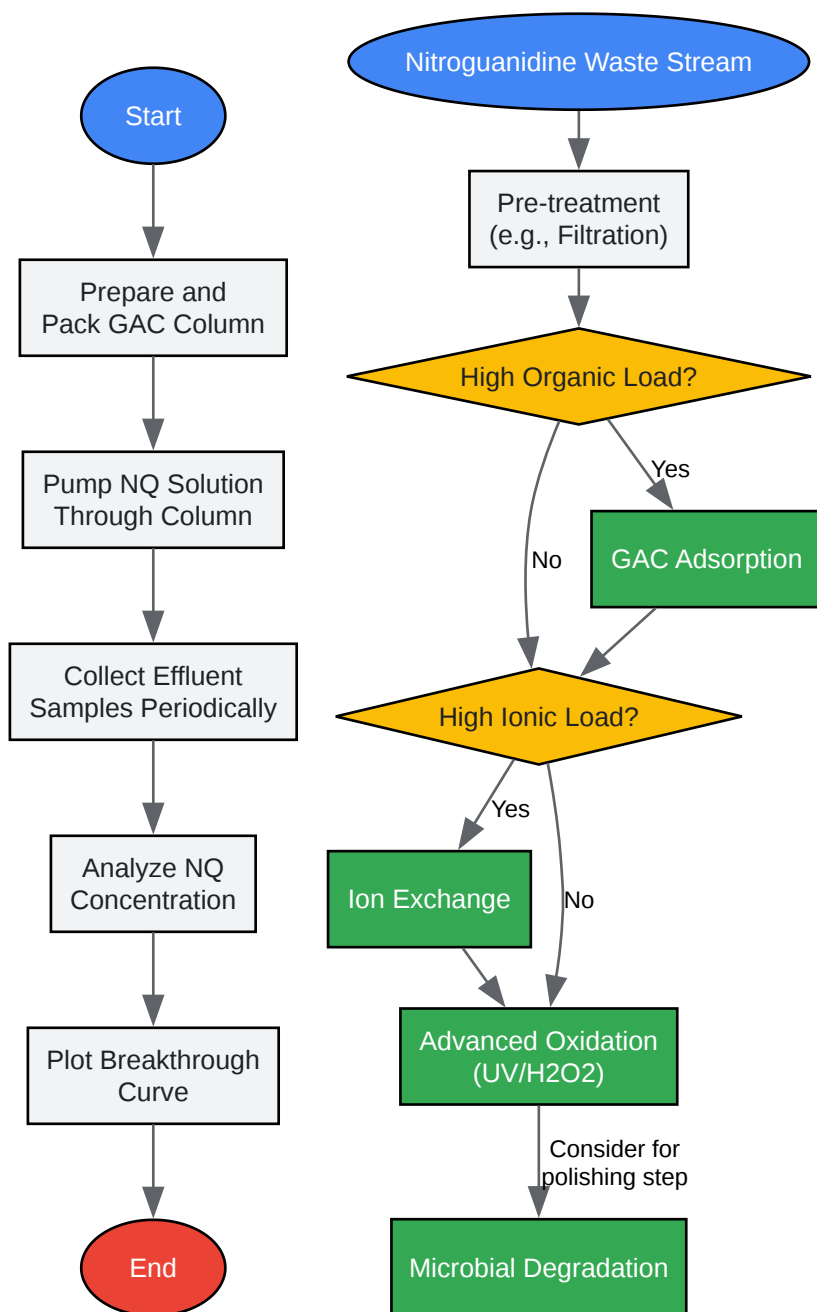 Start
Prepare and
Pack GAC Column
Pump NQ Solution
Through Column
Collect Effluent
Samples Periodically
Analyze NQ
Concentration
Plot Breakthrough
Curve
End
Nitroguanidine Waste Stream
Pre-treatment
(e.g., Filtration)
High Organic Load?
Yes
No
GAC Adsorption
High Ionic Load?
Yes
Ion Exchange
No
Advanced Oxidation
(UV/H2O2)
Consider for
polishing step
Microbial Degradation